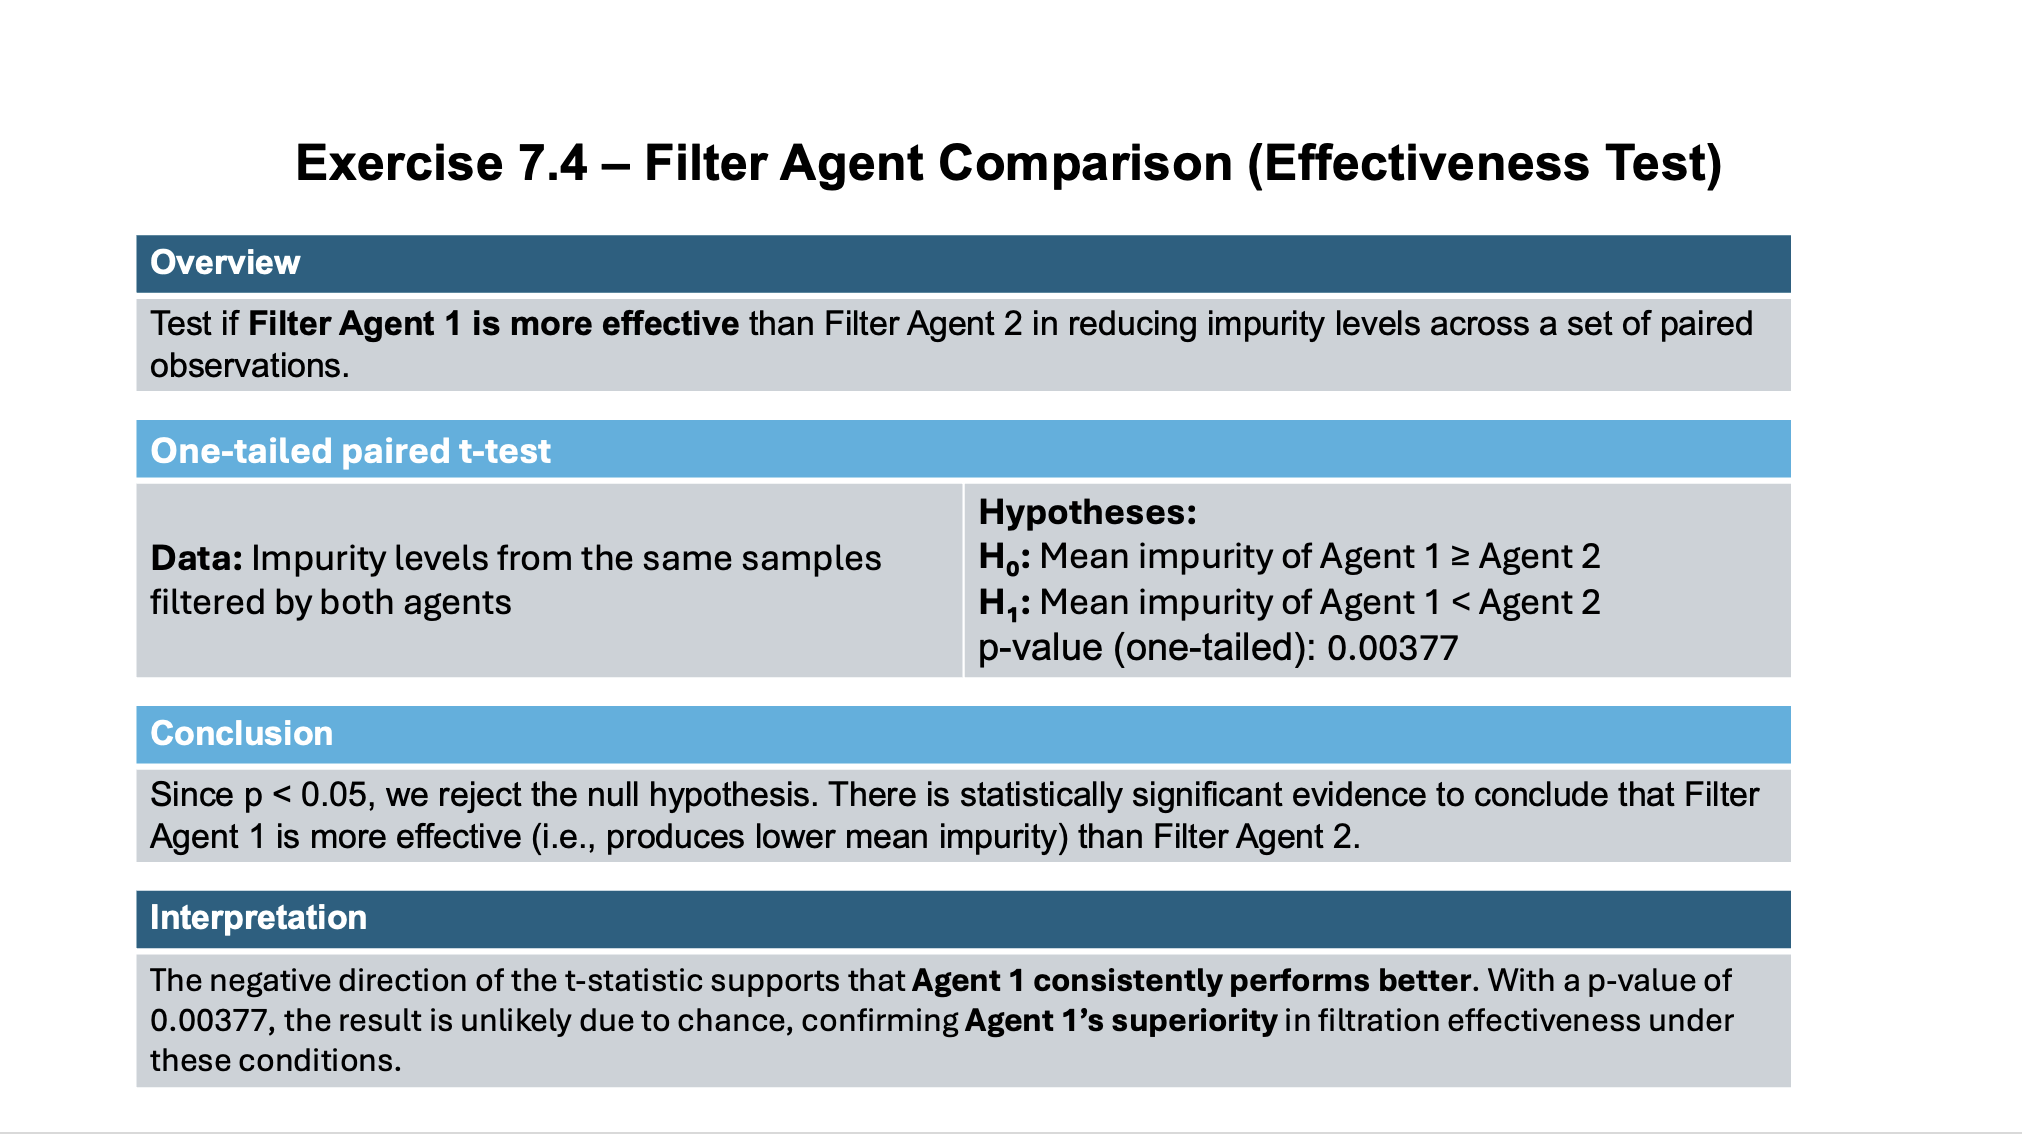 Exercise 7.4 – Filter Agent Comparison (Effectiveness Test)
Overview
Test if Filter Agent 1 is more effective than Filter Agent 2 in reducing impurity levels across a set of paired
observations.
One-tailed paired t-test
Data: Impurity levels from the same samples
filtered by both agents
Hypotheses:
H₀: Mean impurity of Agent 1 ≥ Agent 2
H₁: Mean impurity of Agent 1 < Agent 2
p-value (one-tailed): 0.00377
Conclusion
Since p < 0.05, we reject the null hypothesis. There is statistically significant evidence to conclude that Filter
Agent 1 is more effective (i.e., produces lower mean impurity) than Filter Agent 2.
Interpretation
The negative direction of the t-statistic supports that Agent 1 consistently performs better. With a p-value of
0.00377, the result is unlikely due to chance, confirming Agent 1’s superiority in filtration effectiveness under
these conditions.